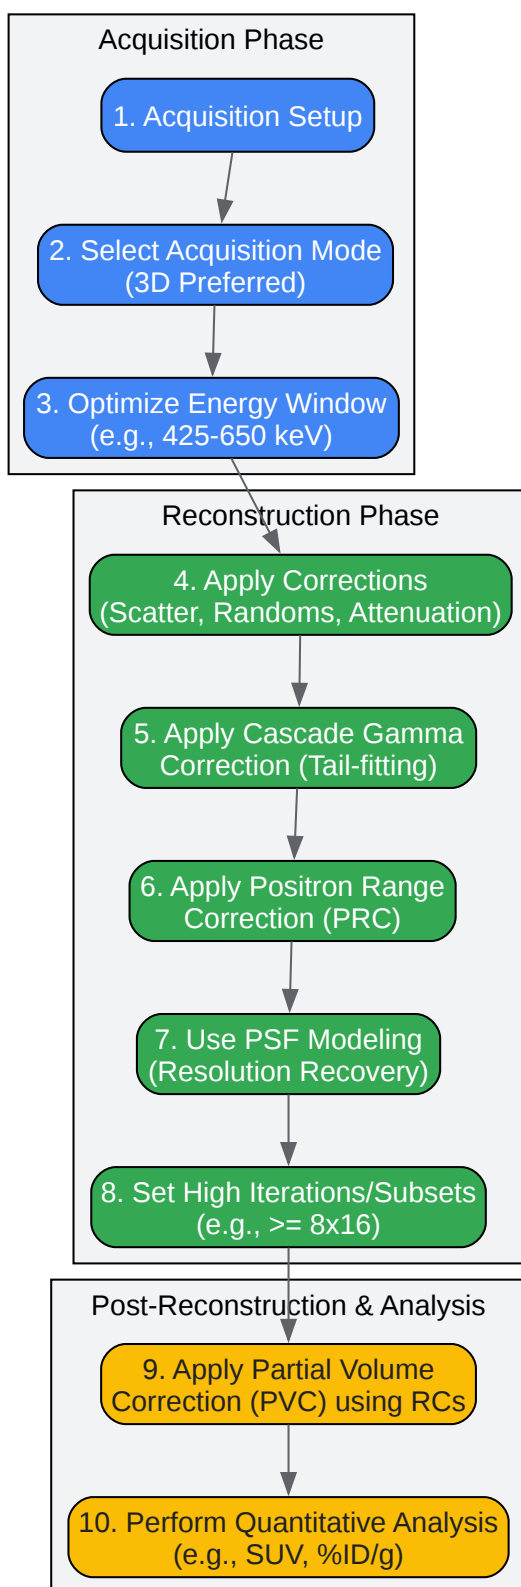 Acquisition Phase
1. Acquisition Setup
2. Select Acquisition Mode
(3D Preferred)
3. Optimize Energy Window
(e.g., 425-650 keV)
Reconstruction Phase
4. Apply Corrections
(Scatter, Randoms, Attenuation)
5. Apply Cascade Gamma
Correction (Tail-fitting)
6. Apply Positron Range
Correction (PRC)
7. Use PSF Modeling
(Resolution Recovery)
8. Set High Iterations/Subsets
(e.g., >= 8x16)
Post-Reconstruction & Analysis
9. Apply Partial Volume
Correction (PVC) using RCs
10. Perform Quantitative Analysis
(e.g., SUV, %ID/g)